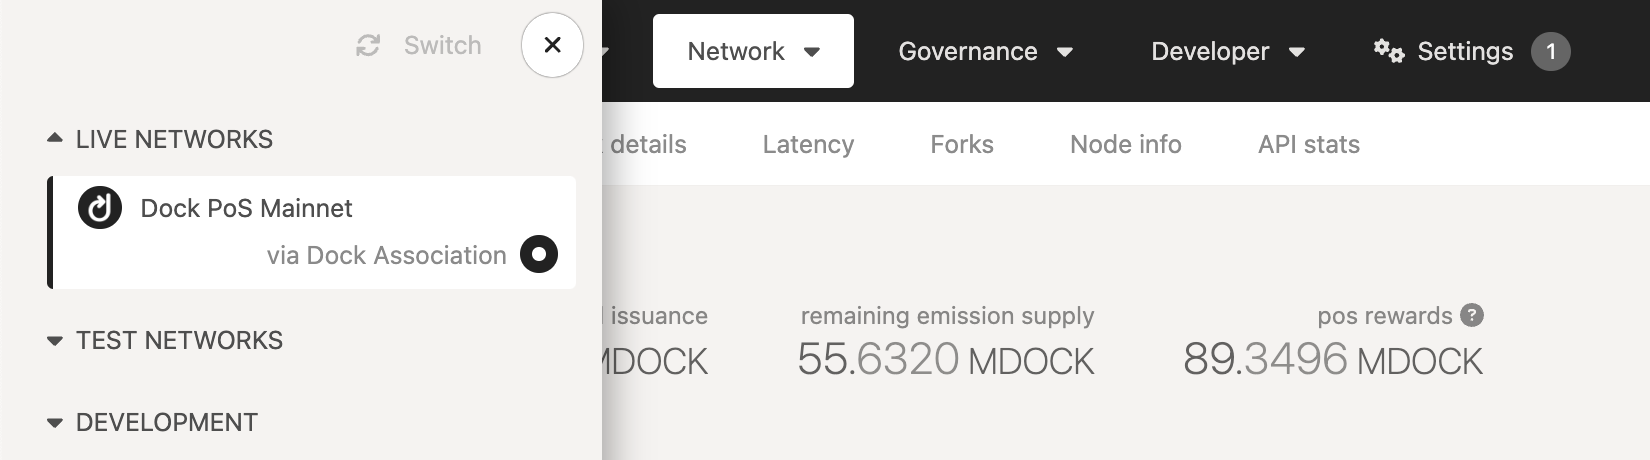 Switch
LIVE NETWORKS
Dock PoS Mainnet
via Dock Association
TEST NETWORKS
DEVELOPMENT
Network
Governance
Developer
Settings 1
details
Latency
Forks
Node info
API stats
issuance
MDOCK
remaining emission supply
55.6320 MDOCK
pos rewards ?
89.3496 MDOCK